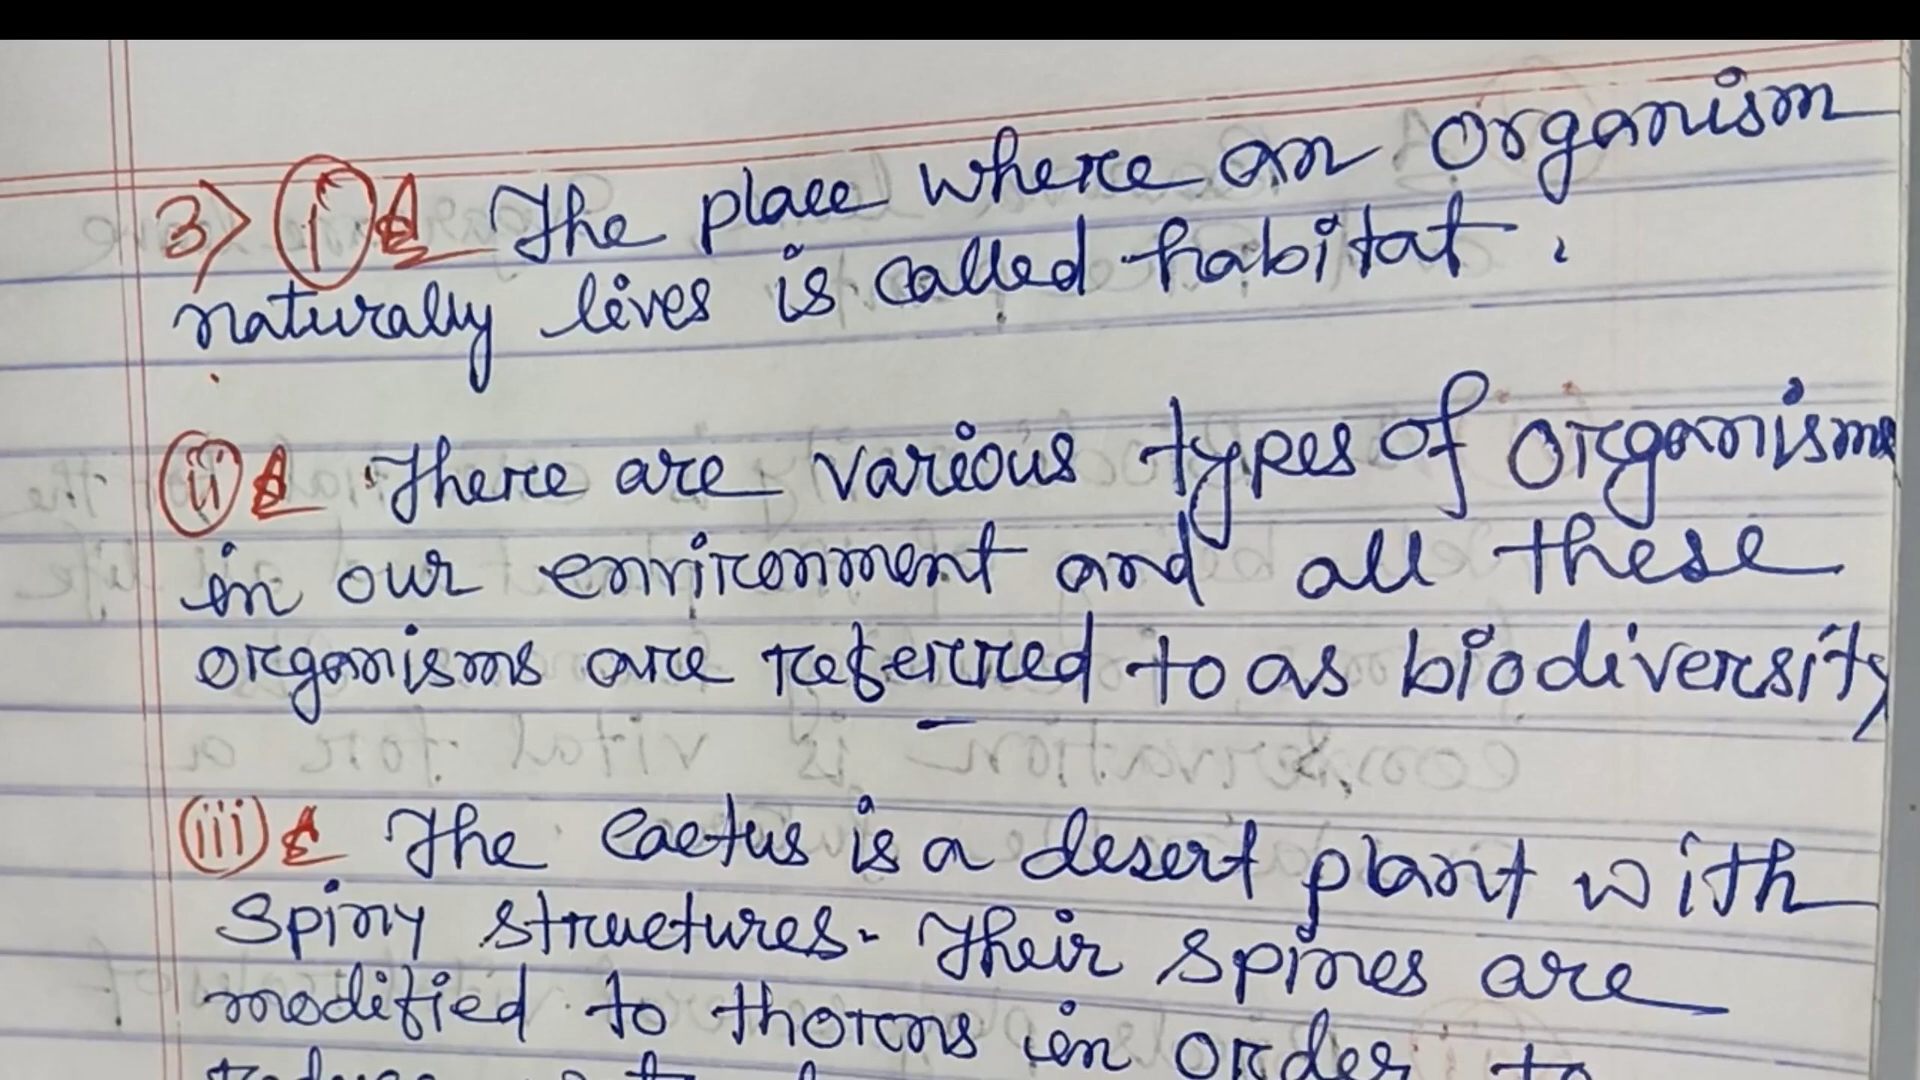 3) (i) The place where an organism
naturally lives is called habitat.
(ii) There are various types of organisms
in our environment and all these
organisms are referred to as biodiversity
(iii) The cactus is a desert plant with
spiny structures. Their spines are
modified to thorns in order to